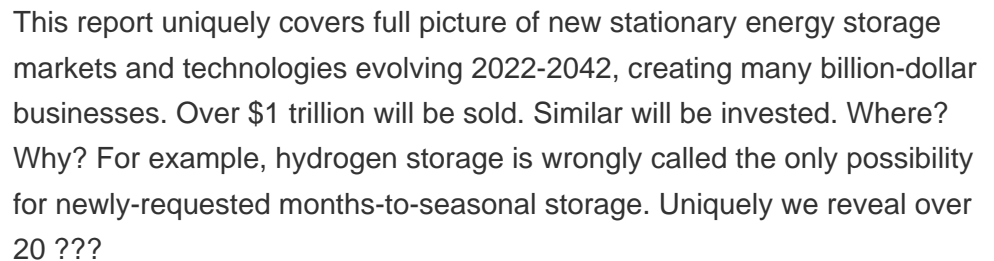 This report uniquely covers full picture of new stationary energy storage
markets and technologies evolving 2022-2042, creating many billion-dollar
businesses. Over $1 trillion will be sold. Similar will be invested. Where?
Why? For example, hydrogen storage is wrongly called the only possibility
for newly-requested months-to-seasonal storage. Uniquely we reveal over
20 ???